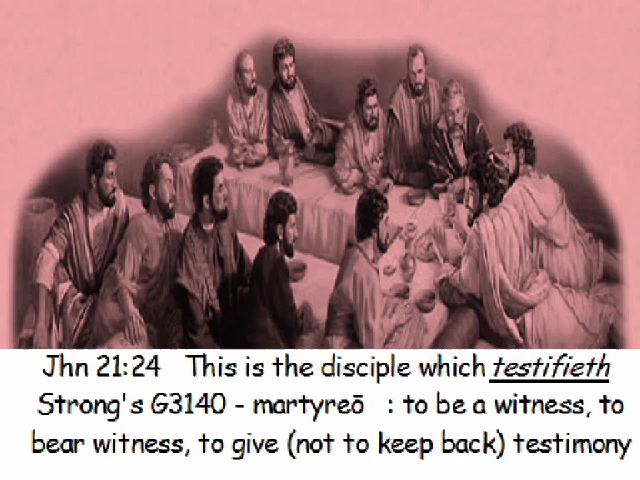 Jhn 21:24 This is the disciple which testifieth
Strong's G3140 - martyreō : to be a witness, to
bear witness, to give (not to keep back) testimony